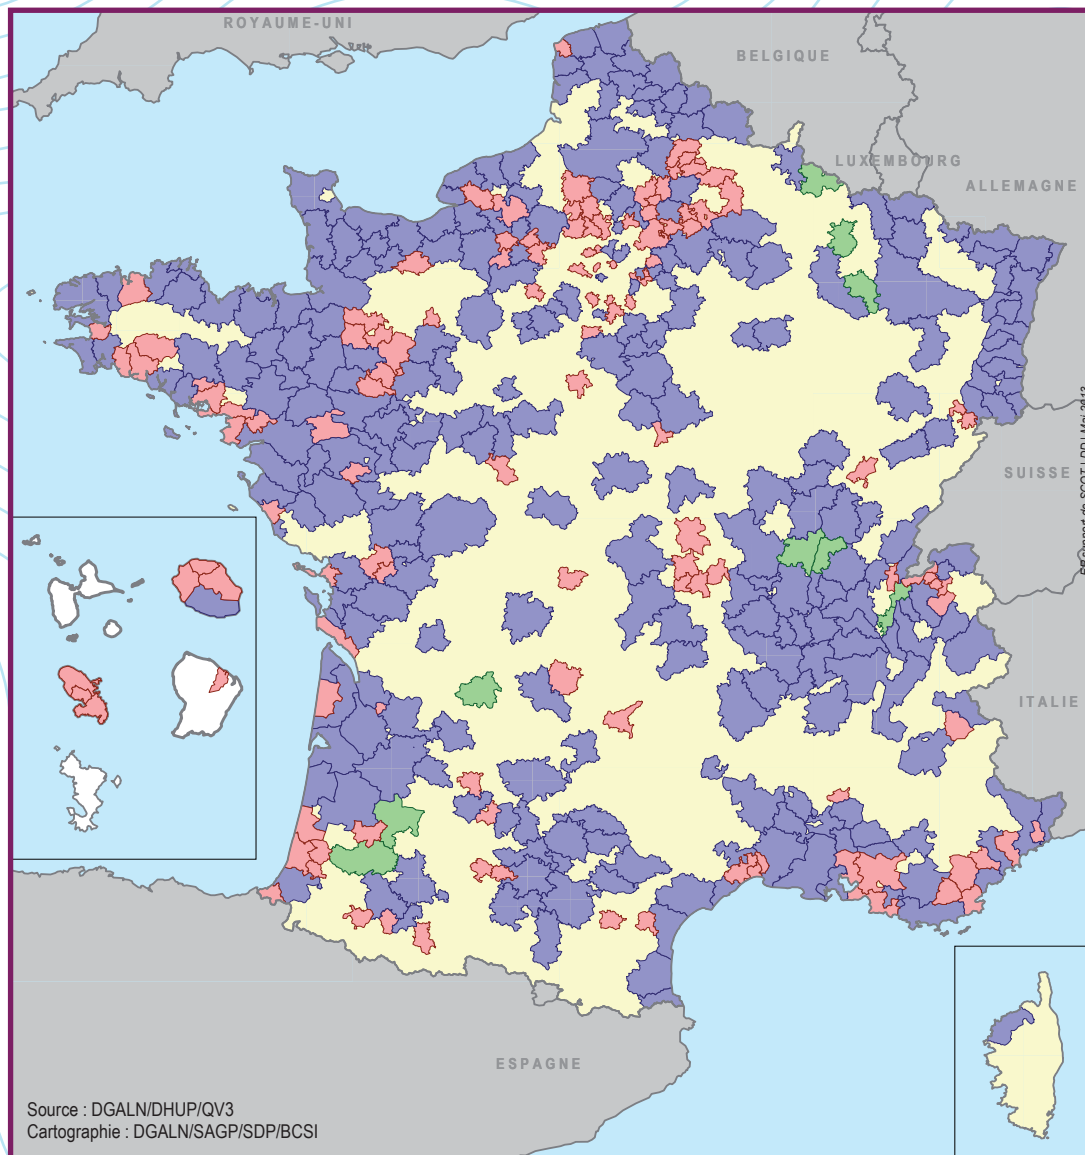 ROYAUME-UNI
BELGIQUE
LUXEMBOURG
ALLEMAGNE
SUISSE
ITALIE
ESPAGNE
Source : DGALN/DHUP/QV3
Cartographie : DGALN/SAGP/SDP/BCSI